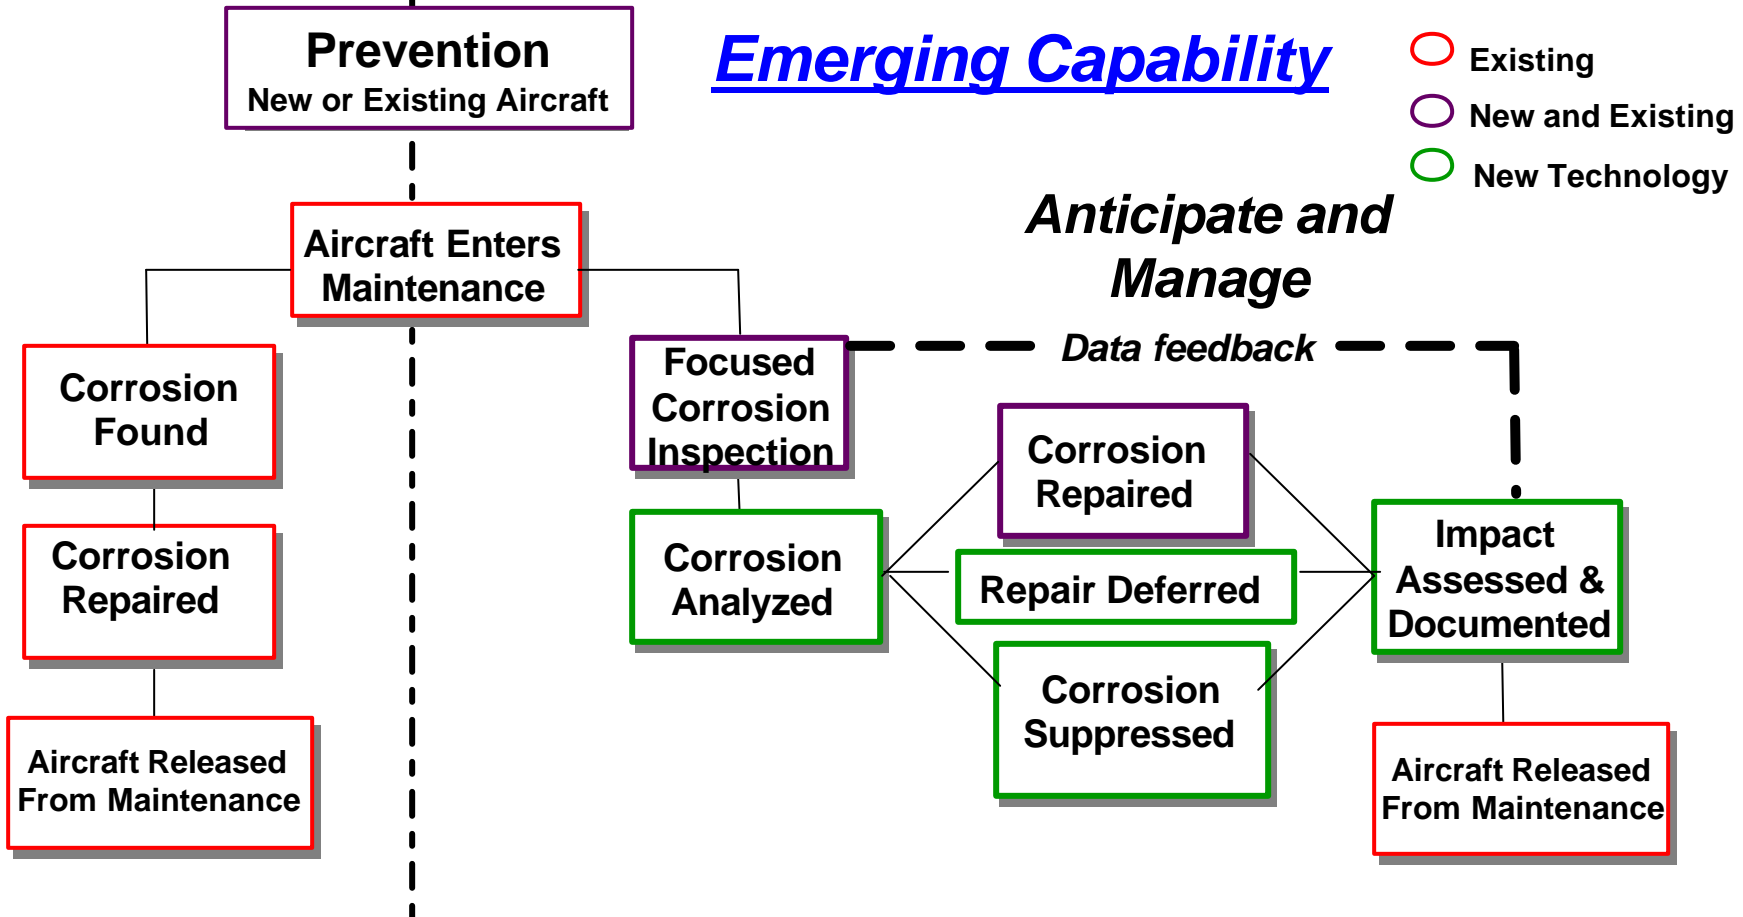 Prevention
New or Existing Aircraft
Emerging Capability
Existing
New and Existing
New Technology
Aircraft Enters
Maintenance
Anticipate and
Manage
Data feedback
Corrosion
Found
Corrosion
Repaired
Aircraft Released
From Maintenance
Focused
Corrosion
Inspection
Corrosion
Analyzed
Corrosion
Repaired
Repair Deferred
Corrosion
Suppressed
Impact
Assessed &
Documented
Aircraft Released
From Maintenance